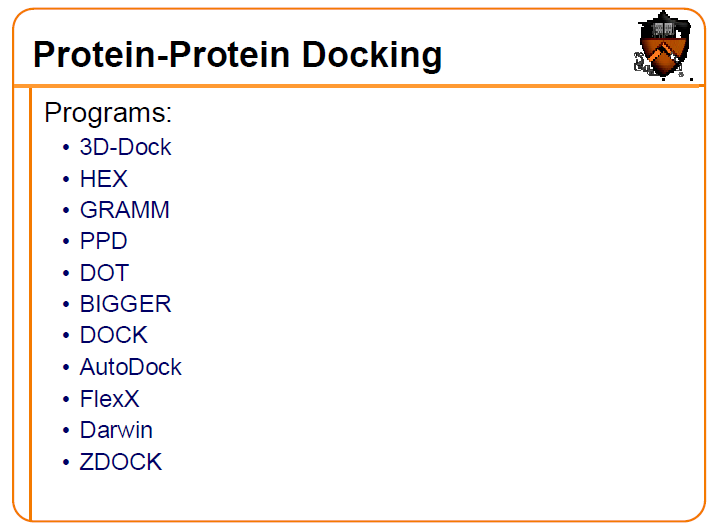 Protein-Protein Docking
Programs:
• 3D-Dock
• HEX
• GRAMM
• PPD
• DOT
• BIGGER
• DOCK
• AutoDock
• FlexX
• Darwin
• ZDOCK